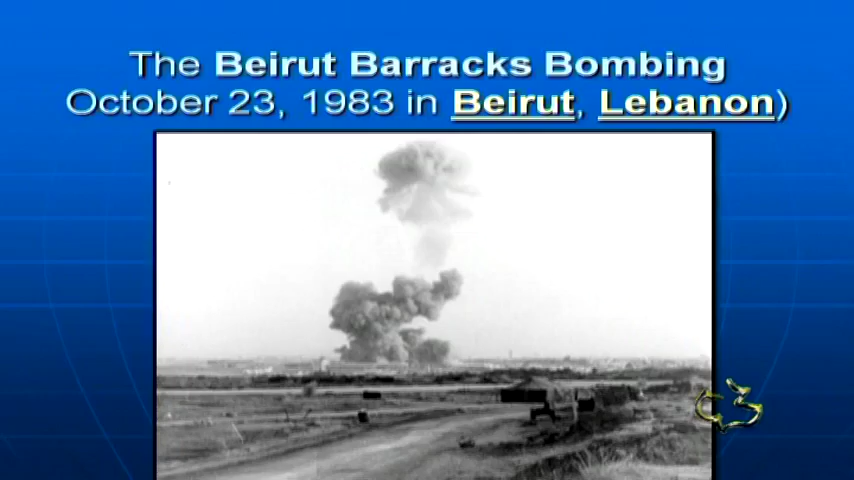 The Beirut Barracks Bombing
October 23, 1983 in Beirut, Lebanon)